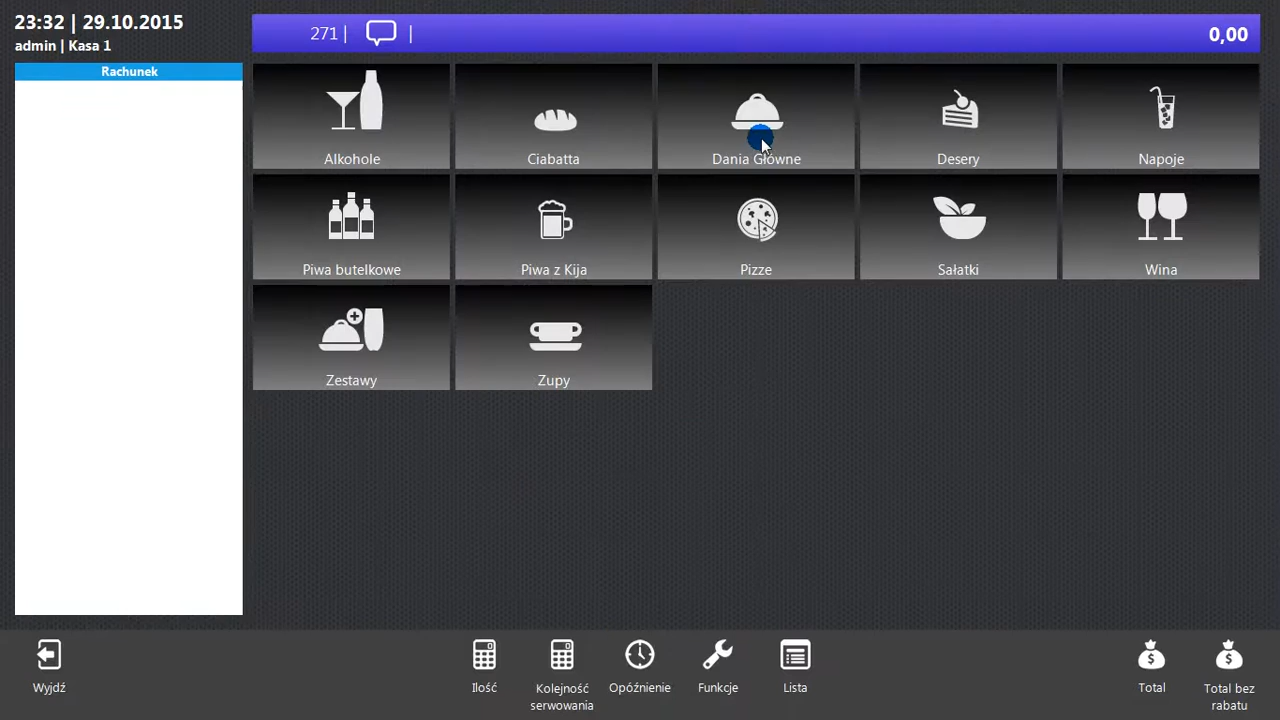 23:32 | 29.10.2015
admin | Kasa 1
271 |
|
0,00
Rachunek
Alkohole
Ciabatta
Dania Główne
Desery
Napoje
Piwa butelkowe
Piwa z Kija
Pizze
Sałatki
Wina
Zestawy
Zupy
Wyjdź
Ilość
Kolejność
serwowania
Opóźnienie
Funkcje
Lista
Total
Total bez
rabatu